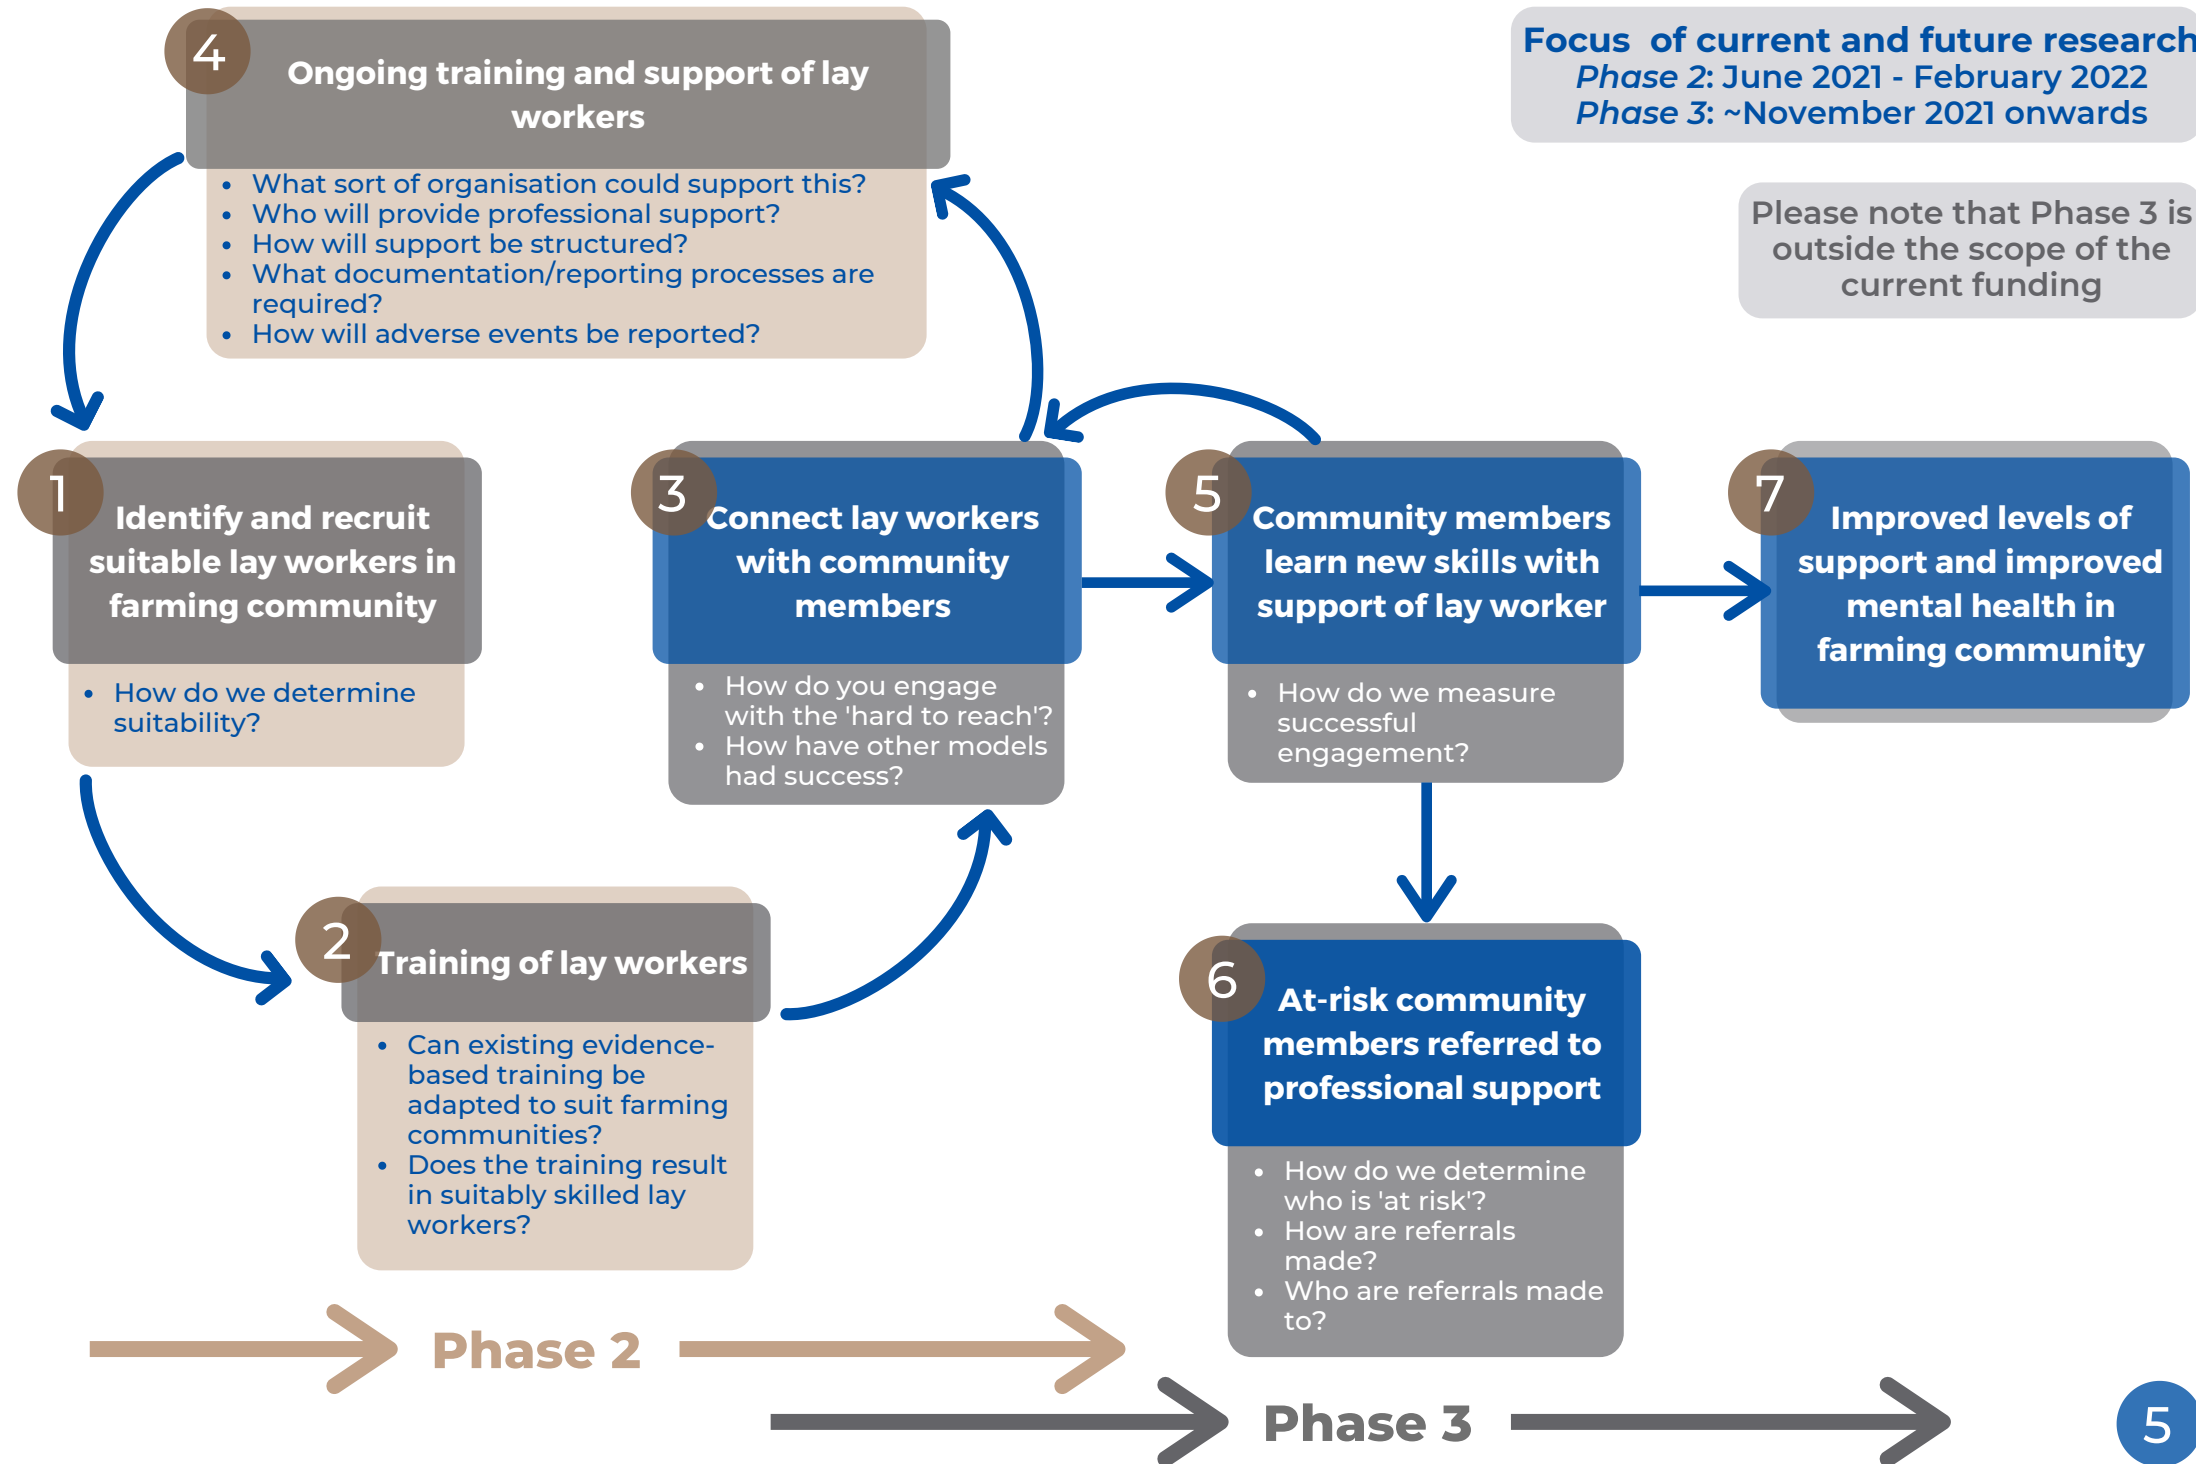 4
Ongoing training and support of lay
workers
• What sort of organisation could support this?
• Who will provide professional support?
• How will support be structured?
• What documentation/reporting processes are
required?
• How will adverse events be reported?
Focus of current and future research
Phase 2: June 2021 - February 2022
Phase 3: ~November 2021 onwards
Please note that Phase 3 is
outside the scope of the
current funding
1
Identify and recruit
suitable lay workers in
farming community
• How do we determine
suitability?
2
Training of lay workers
• Can existing evidence-
based training be
adapted to suit farming
communities?
• Does the training result
in suitably skilled lay
workers?
3
Connect lay workers
with community
members
• How do you engage
with the 'hard to reach'?
• How have other models
had success?
5
Community members
learn new skills with
support of lay worker
• How do we measure
successful
engagement?
6
At-risk community
members referred to
professional support
• How do we determine
who is 'at risk'?
• How are referrals
made?
• Who are referrals made
to?
7
Improved levels of
support and improved
mental health in
farming community
Phase 2
Phase 3
5